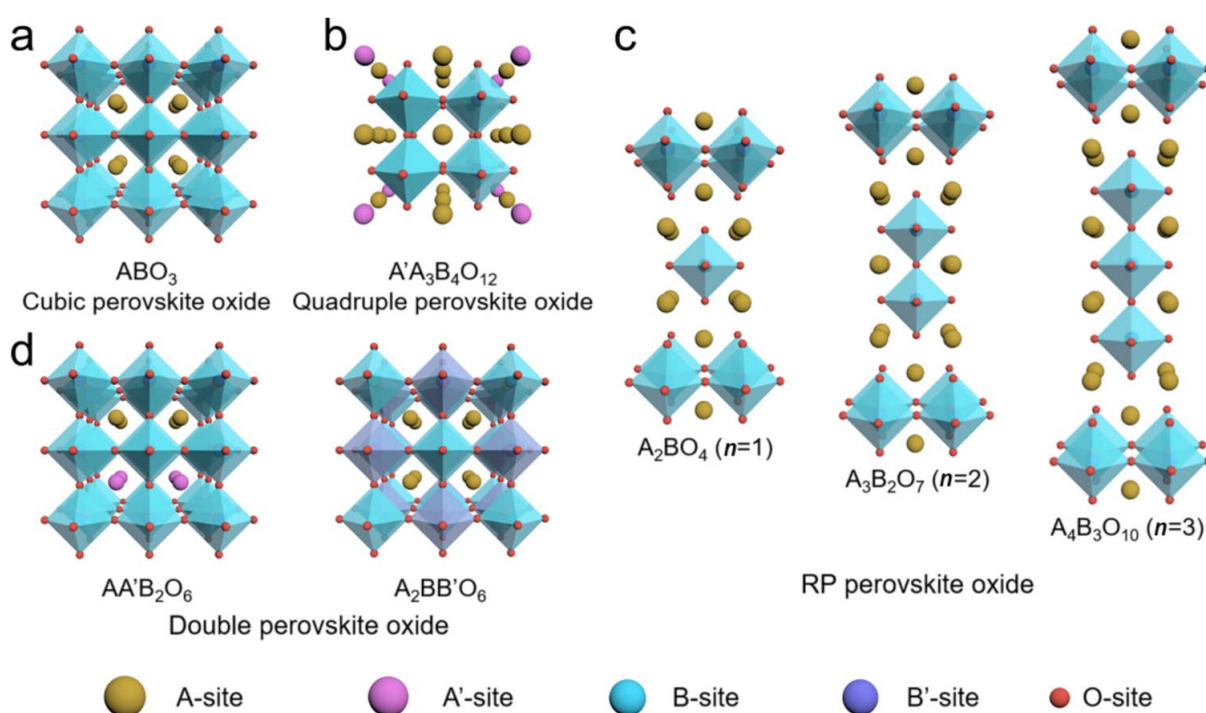 a
ABO₃
Cubic perovskite oxide
b
A’A₃B₄O₁₂
Quadruple perovskite oxide
c
A₂BO₄ (n=1)
A₃B₂O₇ (n=2)
A₄B₃O₁₀ (n=3)
RP perovskite oxide
d
AA’B₂O₆
A₂BB’O₆
Double perovskite oxide
A-site
A’-site
B-site
B’-site
O-site